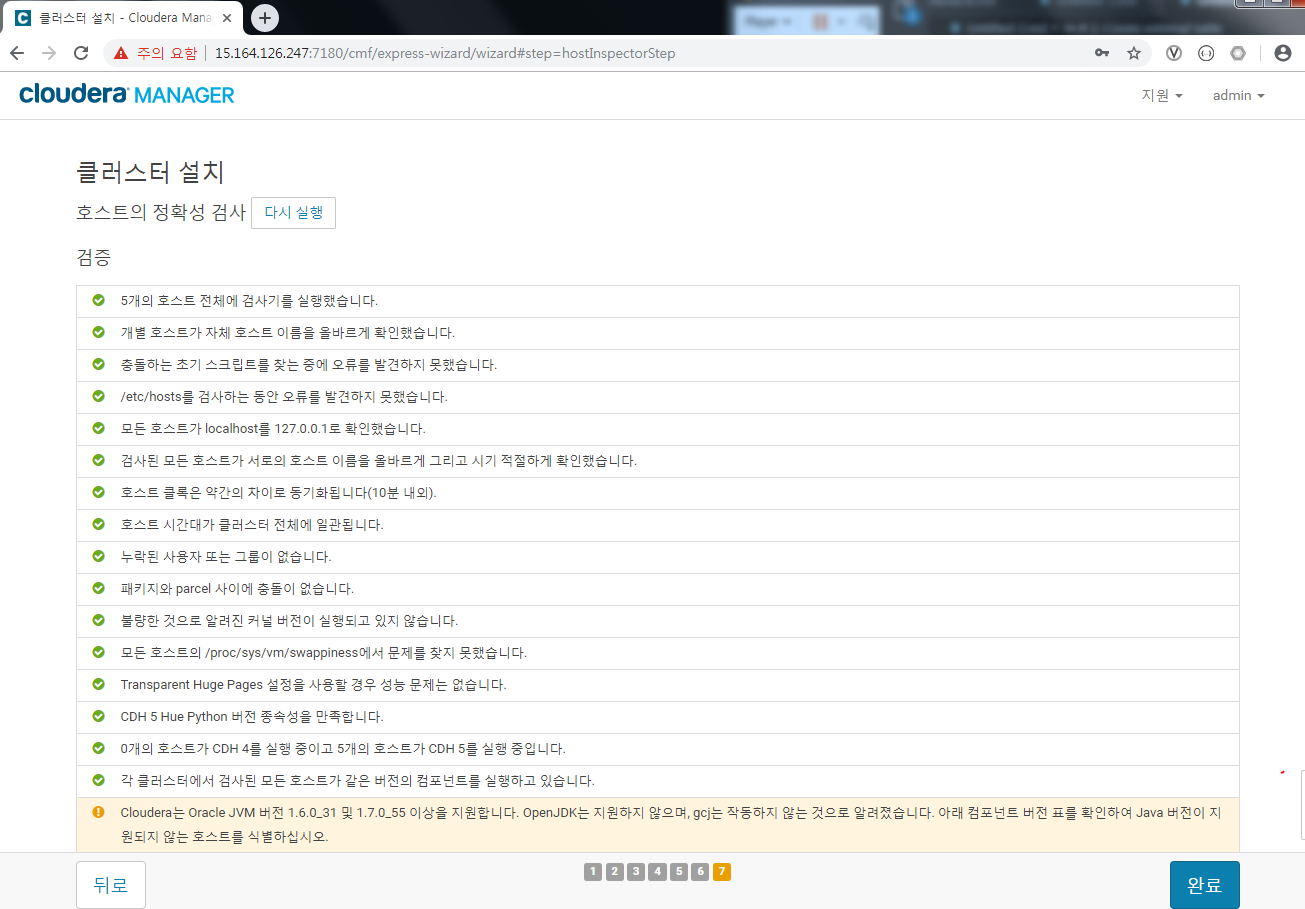 클러스터 설치 - Cloudera Mana
주의 요함 | 15.164.126.247:7180/cmf/express-wizard/wizard#step=hostInspectorStep
cloudera MANAGER
지원
admin
클러스터 설치
호스트의 정확성 검사
다시 실행
검증
5개의 호스트 전체에 검사기를 실행했습니다.
개별 호스트가 자체 호스트 이름을 올바르게 확인했습니다.
충돌하는 초기 스크립트를 찾는 중에 오류를 발견하지 못했습니다.
/etc/hosts를 검사하는 동안 오류를 발견하지 못했습니다.
모든 호스트가 localhost를 127.0.0.1로 확인했습니다.
검사된 모든 호스트가 서로의 호스트 이름을 올바르게 그리고 시기 적절하게 확인했습니다.
호스트 클록은 약간의 차이로 동기화됩니다(10분 내외).
호스트 시간대가 클러스터 전체에 일관됩니다.
누락된 사용자 또는 그룹이 없습니다.
패키지와 parcel 사이에 충돌이 없습니다.
불량한 것으로 알려진 커널 버전이 실행되고 있지 않습니다.
모든 호스트의 /proc/sys/vm/swappiness에서 문제를 찾지 못했습니다.
Transparent Huge Pages 설정을 사용할 경우 성능 문제는 없습니다.
CDH 5 Hue Python 버전 종속성을 만족합니다.
0개의 호스트가 CDH 4를 실행 중이고 5개의 호스트가 CDH 5를 실행 중입니다.
각 클러스터에서 검사된 모든 호스트가 같은 버전의 컴포넌트를 실행하고 있습니다.
Cloudera는 Oracle JVM 버전 1.6.0_31 및 1.7.0_55 이상을 지원합니다. OpenJDK는 지원하지 않으며, gcj는 작동하지 않는 것으로 알려졌습니다. 아래 컴포넌트 버전 표를 확인하여 Java 버전이 지
원되지 않는 호스트를 식별하십시오.
뒤로
1 2 3 4 5 6 7
완료